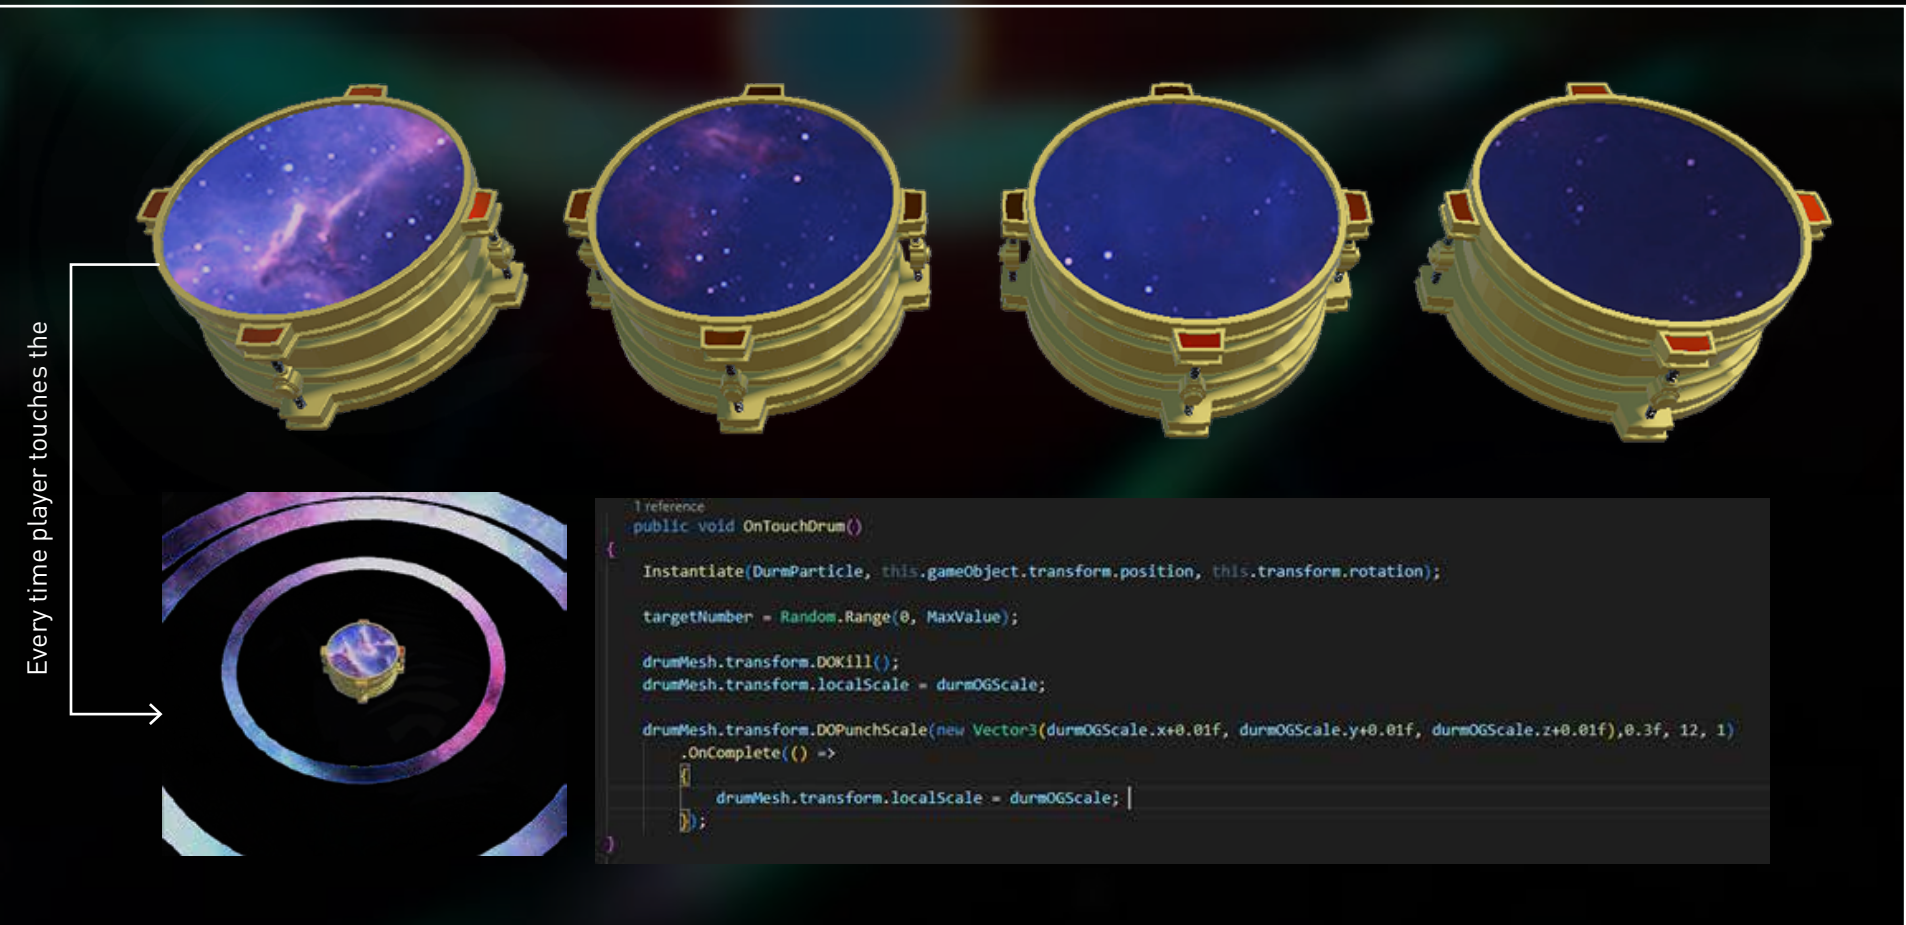 Every time player touches the
1 reference
public void OnTouchDrum()
{
Instantiate(DurmParticle, this.gameObject.transform.position, this.transform.rotation);
targetNumber = Random.Range(0, MaxValue);
drumMesh.transform.DOKill();
drumMesh.transform.localScale = durmOGScale;
drumMesh.transform.DOPunchScale(new Vector3(durmOGScale.x+0.01f, durmOGScale.y+0.01f, durmOGScale.z+0.01f),0.3f, 12, 1)
.OnComplete(() =>
{
drumMesh.transform.localScale = durmOGScale;
});
}